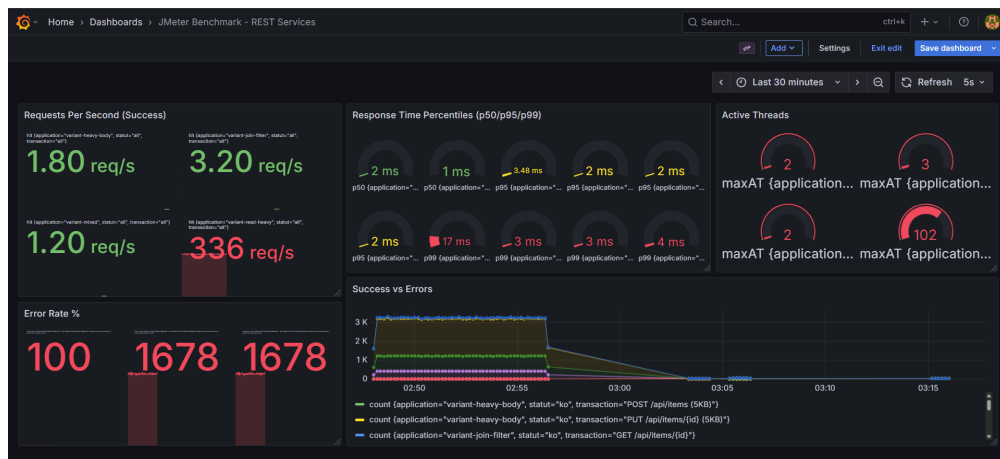 Home > Dashboards > JMeter Benchmark - REST Services
Search...
ctrl+k
Add
Settings
Exit edit
Save dashboard
Last 30 minutes
Refresh 5s
Requests Per Second (Success)
hit {application="variant-heavy-body", statut="all", transaction="all"}
1.80 req/s
hit {application="variant-join-filter", statut="all", transaction="all"}
3.20 req/s
hit {application="variant-mixed", statut="all", transaction="all"}
1.20 req/s
hit {application="variant-read-heavy", statut="all", transaction="all"}
336 req/s
Response Time Percentiles (p50/p95/p99)
2 ms
1 ms
3.48 ms
2 ms
2 ms
p50 {application="...
p50 {application="...
p95 {application="...
p95 {application="...
p95 {application="...
2 ms
17 ms
3 ms
3 ms
4 ms
p95 {application="...
p99 {application="...
p99 {application="...
p99 {application="...
p99 {application="...
Active Threads
2
3
maxAT {application...
maxAT {application...
2
102
maxAT {application...
maxAT {application...
Error Rate %
100
1678
1678
Success vs Errors
3 K
2 K
1 K
0
02:50
02:55
03:00
03:05
03:10
03:15
count {application="variant-heavy-body", statut="ko", transaction="POST /api/items (5KB)"}
count {application="variant-heavy-body", statut="ko", transaction="PUT /api/items/{id} (5KB)"}
count {application="variant-join-filter", statut="ko", transaction="GET /api/items/{id}"}